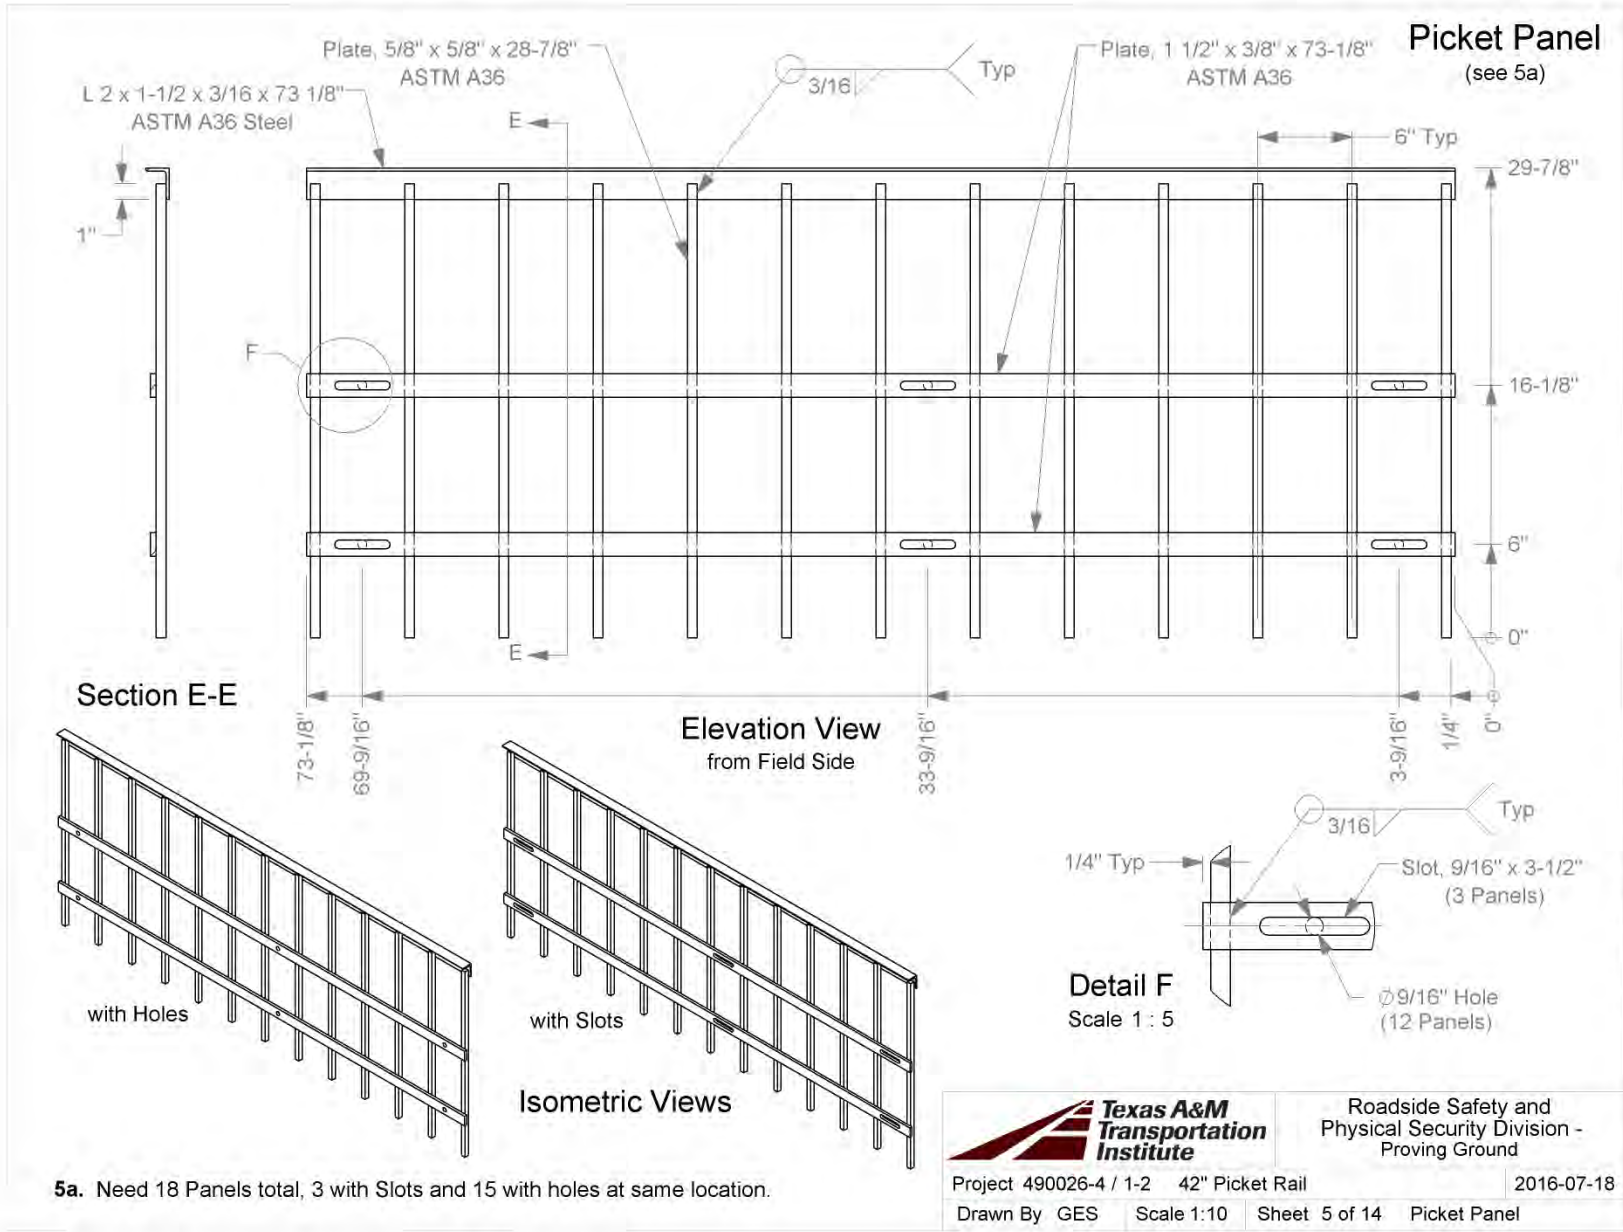 Picket Panel
(see 5a)
Plate, 5/8" x 5/8" x 28-7/8"
ASTM A36
3/16
Typ
Plate, 1 1/2" x 3/8" x 73-1/8"
ASTM A36
L 2 x 1-1/2 x 3/16 x 73 1/8"
ASTM A36 Steel
E
6" Typ
29-7/8"
1"
F
16-1/8"
6"
E
0"
Section E-E
73-1/8"
69-9/16"
33-9/16"
3-9/16"
1/4"
0"
Elevation View
from Field Side
3/16
Typ
1/4" Typ
Slot, 9/16" x 3-1/2"
(3 Panels)
Detail F
Scale 1 : 5
∅9/16" Hole
(12 Panels)
with Holes
with Slots
Isometric Views
5a. Need 18 Panels total, 3 with Slots and 15 with holes at same location.
Texas A&M
Transportation
Institute
Roadside Safety and
Physical Security Division -
Proving Ground
Project 490026-4 / 1-2 42" Picket Rail
2016-07-18
Drawn By GES Scale 1:10 Sheet 5 of 14 Picket Panel